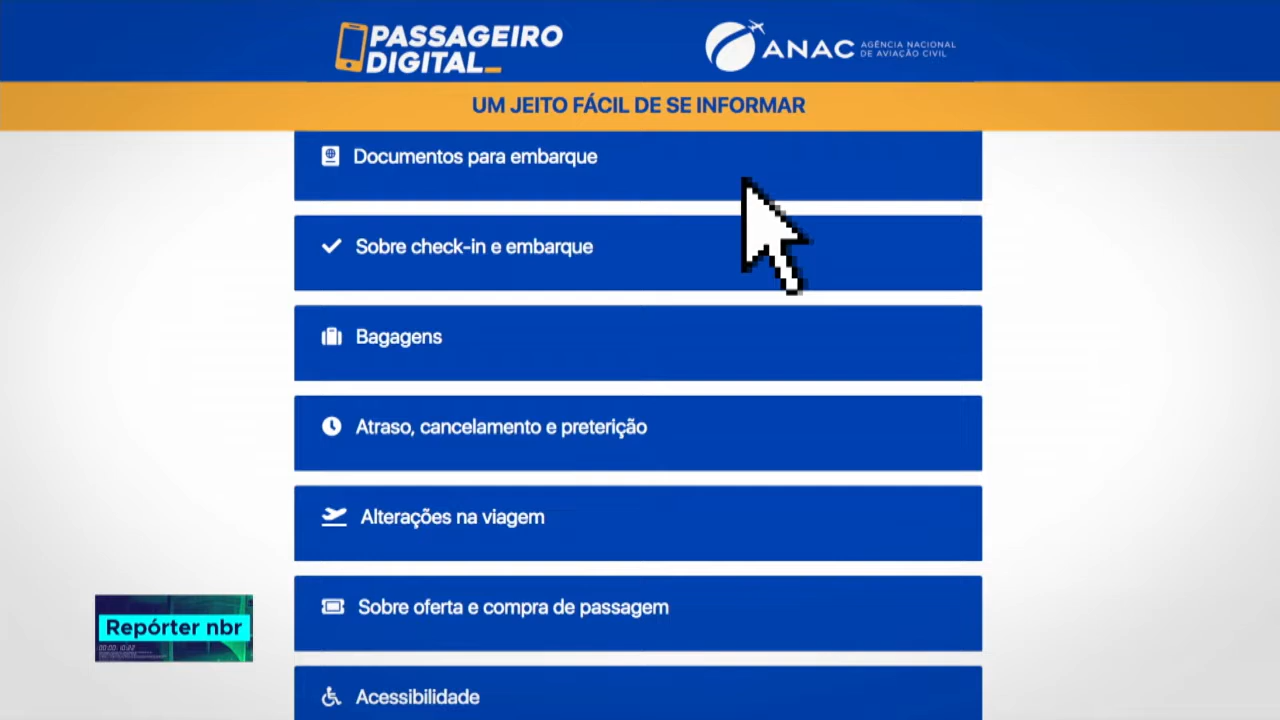 PASSAGEIRO
DIGITAL_
ANAC
AGÊNCIA NACIONAL
DE AVIAÇÃO CIVIL
UM JEITO FÁCIL DE SE INFORMAR
Documentos para embarque
Sobre check-in e embarque
Bagagens
Atraso, cancelamento e preterição
Alterações na viagem
Sobre oferta e compra de passagem
Acessibilidade
Repórter nbr